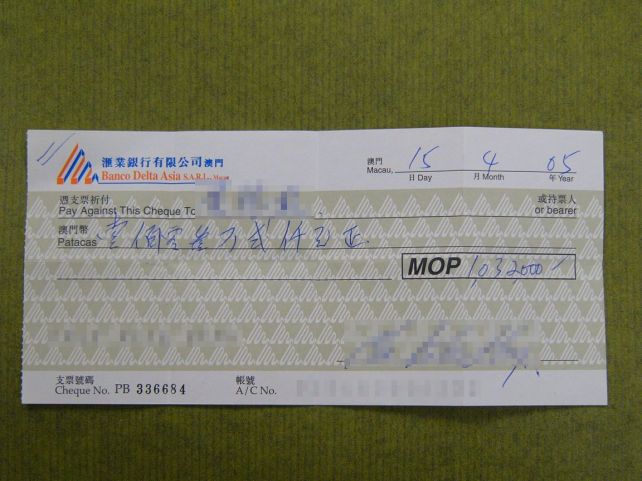 滙業銀行有限公司澳門
Banco Delta Asia S.A.R.L., Macau
澳門 Macau, 15 日 Day 4 月 Month 05 年 Year
憑支票祈付 或持票人
Pay Against This Cheque To or bearer
澳門幣 壹佰零叁万貳仟元正
Patacas
MOP 1,032,000/
支票號碼 帳號
Cheque No. PB 336684 A/C No.